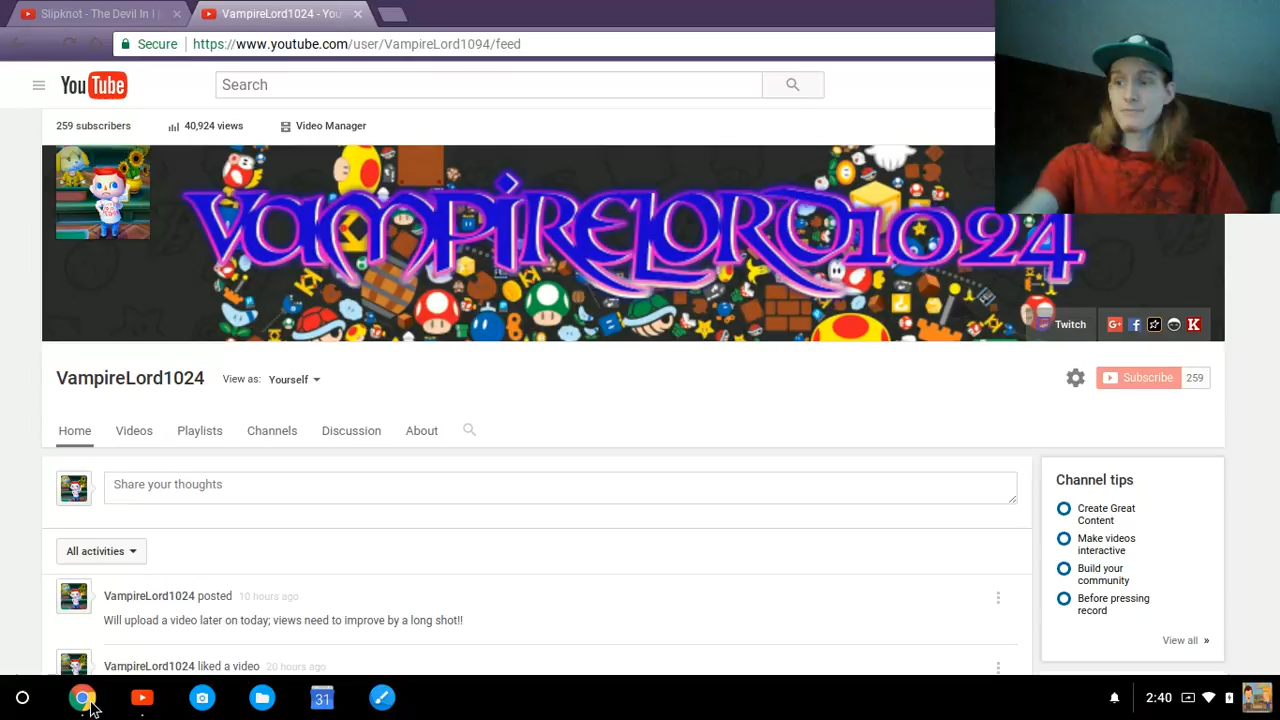 Slipknot - The Devil In I
VampireLord1024 - You
Secure
https://www.youtube.com/user/VampireLord1094/feed
YouTube
Search
259 subscribers
40,924 views
Video Manager
VAMPIRELORD1024
Twitch
VampireLord1024
View as:
Yourself
Subscribe
259
Home
Videos
Playlists
Channels
Discussion
About
Share your thoughts
Channel tips
Create Great
Content
Make videos
interactive
Build your
community
Before pressing
record
View all »
All activities
VampireLord1024 posted 10 hours ago
Will upload a video later on today; views need to improve by a long shot!!
VampireLord1024 liked a video 20 hours ago
31
2:40